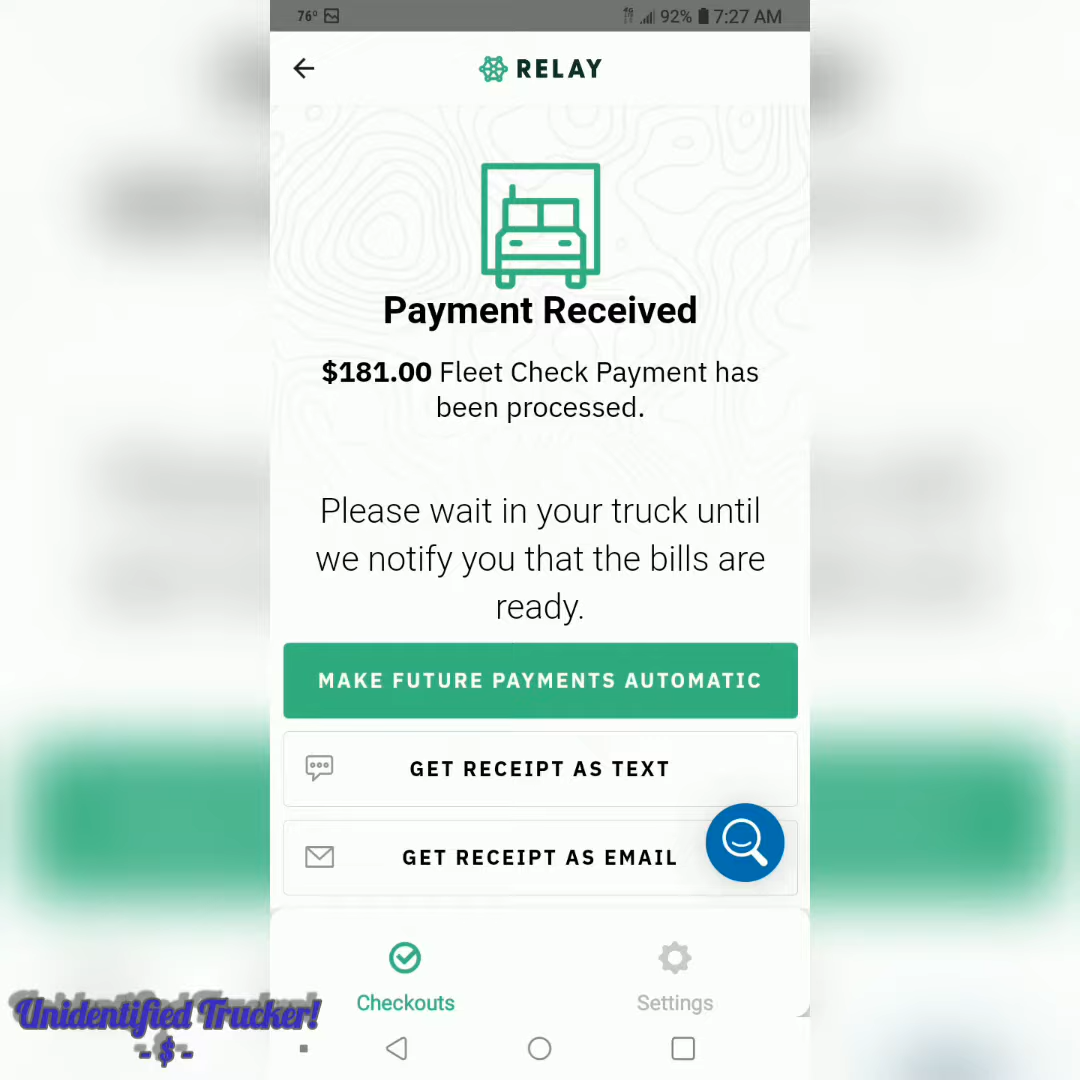 76°
4G
92%
7:27 AM
RELAY
Payment Received
$181.00 Fleet Check Payment has
been processed.
Please wait in your truck until
we notify you that the bills are
ready.
MAKE FUTURE PAYMENTS AUTOMATIC
GET RECEIPT AS TEXT
GET RECEIPT AS EMAIL
Checkouts
Settings
Unidentified Trucker!
-$-